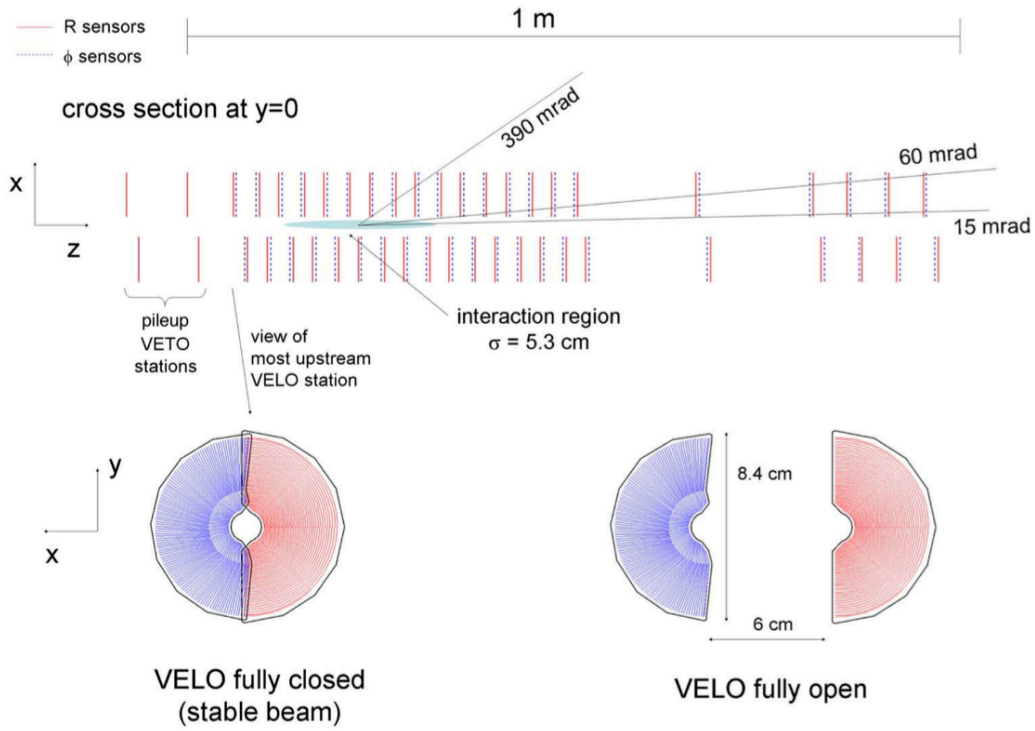 R sensors
ϕ sensors
1 m
cross section at y=0
390 mrad
60 mrad
15 mrad
x
z
pileup
VETO
stations
view of
most upstream
VELO station
interaction region
σ = 5.3 cm
y
x
8.4 cm
6 cm
VELO fully closed
(stable beam)
VELO fully open